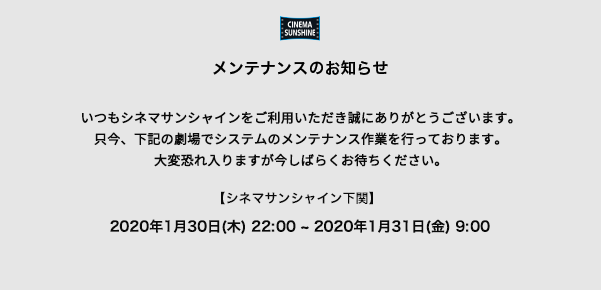 CINEMA
SUNSHINE
メンテナンスのお知らせ
いつもシネマサンシャインをご利用いただき誠にありがとうございます。
只今、下記の劇場でシステムのメンテナンス作業を行っております。
大変恐れ入りますが今しばらくお待ちください。
【シネマサンシャイン下関】
2020年1月30日(木) 22:00 ~ 2020年1月31日(金) 9:00